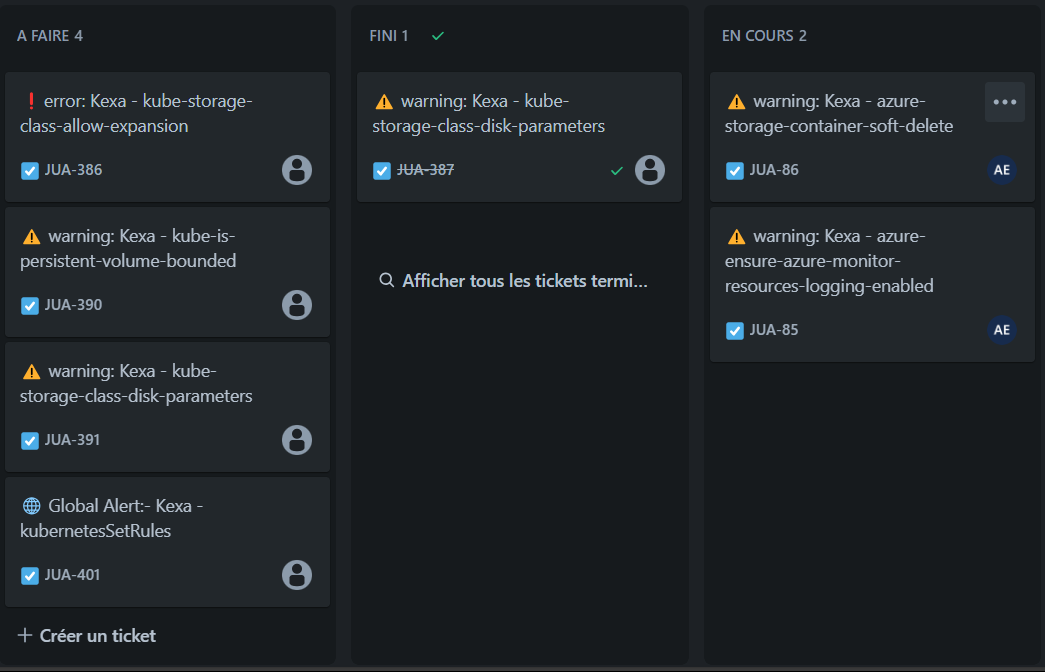 A FAIRE 4
❗ error: Kexa - kube-storage-
class-allow-expansion
JUA-386
⚠ warning: Kexa - kube-is-
persistent-volume-bounded
JUA-390
⚠ warning: Kexa - kube-
storage-class-disk-parameters
JUA-391
🌐 Global Alert:- Kexa -
kubernetesSetRules
JUA-401
+ Créer un ticket
FINI 1 ✓
⚠ warning: Kexa - kube-
storage-class-disk-parameters
JUA-387
Afficher tous les tickets termi...
EN COURS 2
⚠ warning: Kexa - azure-
storage-container-soft-delete
JUA-86
AE
⚠ warning: Kexa - azure-
ensure-azure-monitor-
resources-logging-enabled
JUA-85
AE